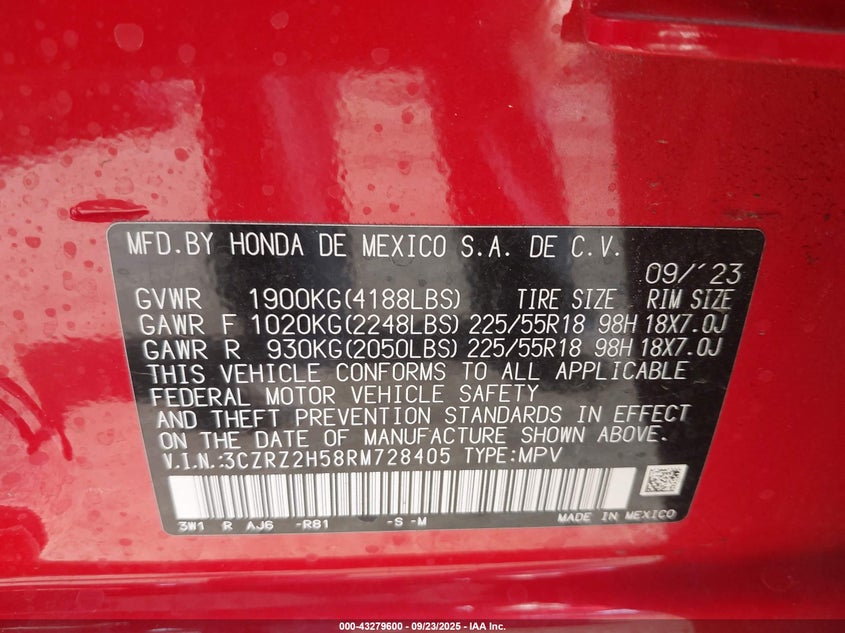 MFD.BY HONDA DE MEXICO S.A. DE C.V.
09/'23
GVWR 1900KG(4188LBS) TIRE SIZE RIM SIZE
GAWR F 1020KG(2248LBS) 225/55R18 98H 18X7.0J
GAWR R 930KG(2050LBS) 225/55R18 98H 18X7.0J
THIS VEHICLE CONFORMS TO ALL APPLICABLE
FEDERAL MOTOR VEHICLE SAFETY
AND THEFT PREVENTION STANDARDS IN EFFECT
ON THE DATE OF MANUFACTURE SHOWN ABOVE.
V.I.N.:3CZRZ2H58RM728405 TYPE:MPV
3W1 R AJ6 -R81 -S -M MADE IN MEXICO
000-43279600 - 09/23/2025 - IAA Inc.